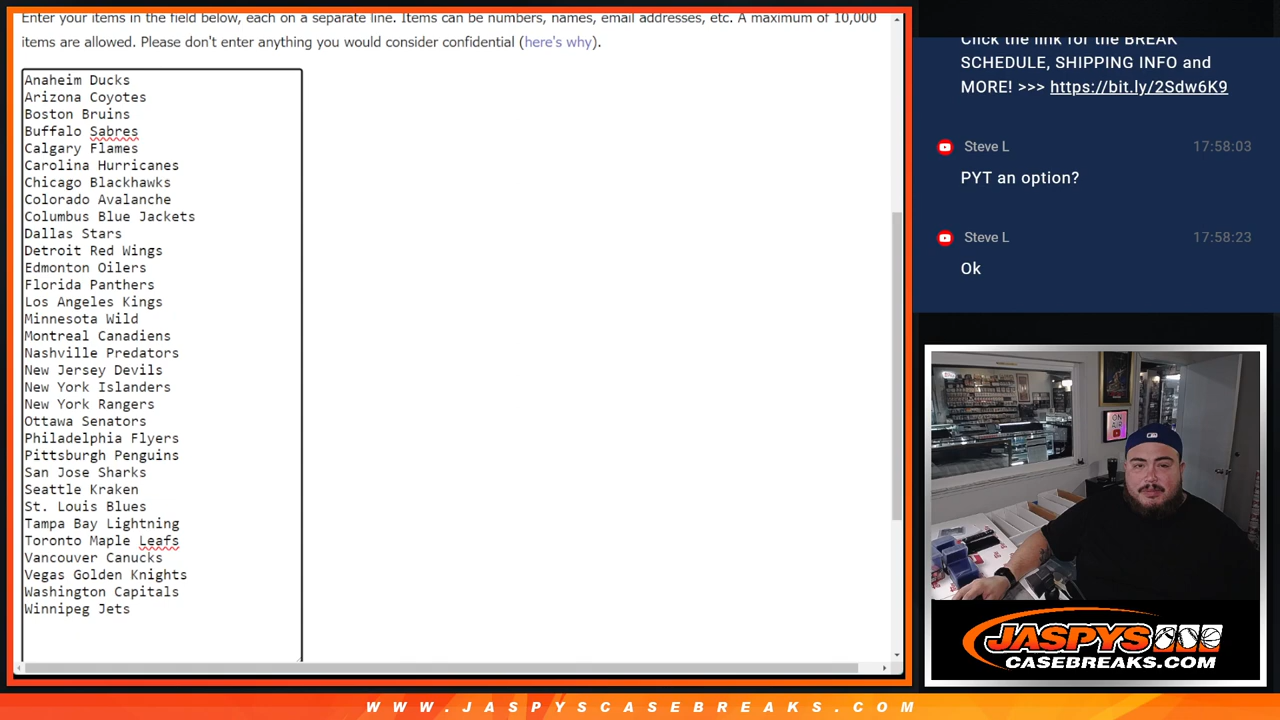 Enter your items in the field below, each on a separate line. Items can be numbers, names, email addresses, etc. A maximum of 10,000
items are allowed. Please don't enter anything you would consider confidential (here's why).
Anaheim Ducks
Arizona Coyotes
Boston Bruins
Buffalo Sabres
Calgary Flames
Carolina Hurricanes
Chicago Blackhawks
Colorado Avalanche
Columbus Blue Jackets
Dallas Stars
Detroit Red Wings
Edmonton Oilers
Florida Panthers
Los Angeles Kings
Minnesota Wild
Montreal Canadiens
Nashville Predators
New Jersey Devils
New York Islanders
New York Rangers
Ottawa Senators
Philadelphia Flyers
Pittsburgh Penguins
San Jose Sharks
Seattle Kraken
St. Louis Blues
Tampa Bay Lightning
Toronto Maple Leafs
Vancouver Canucks
Vegas Golden Knights
Washington Capitals
Winnipeg Jets
Click the link for the BREAK
SCHEDULE, SHIPPING INFO and
MORE! >>> https://bit.ly/2Sdw6K9
Steve L 17:58:03
PYT an option?
Steve L 17:58:23
Ok
ON
AIR
JASPYS
CASEBREAKS.COM
WWW.JASPYSCASEBREAKS.COM